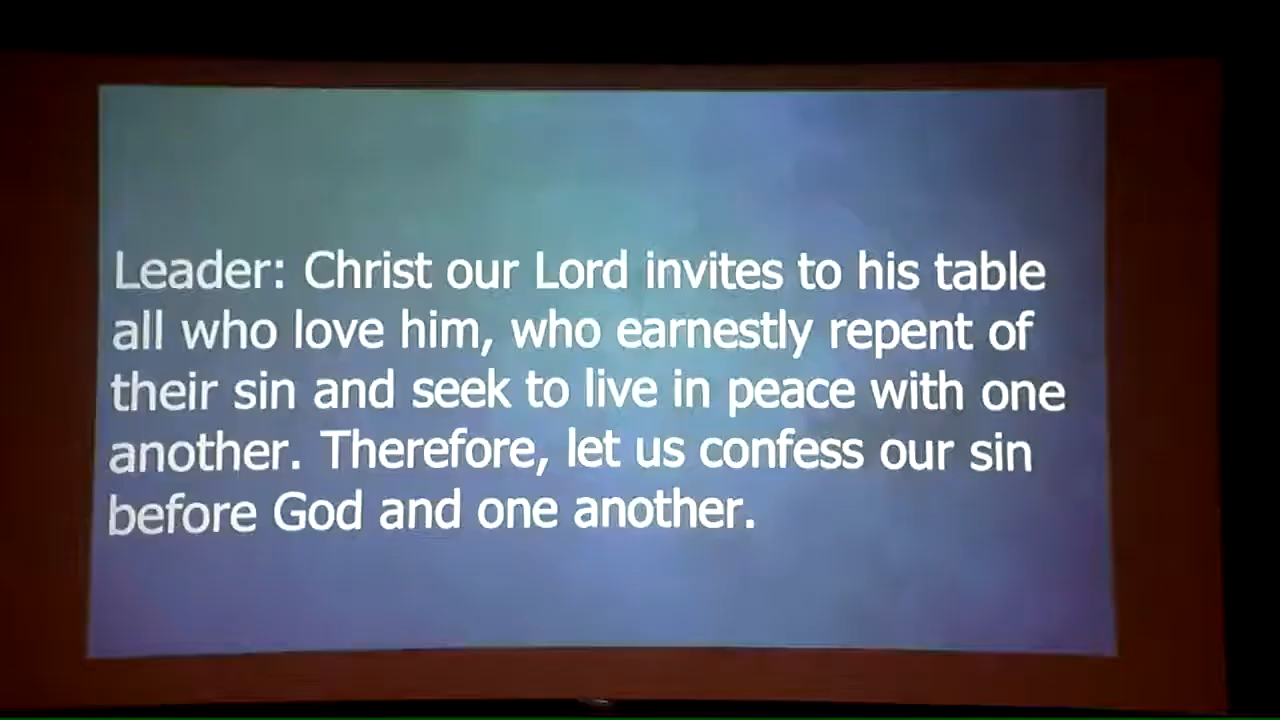 Leader: Christ our Lord invites to his table
all who love him, who earnestly repent of
their sin and seek to live in peace with one
another. Therefore, let us confess our sin
before God and one another.